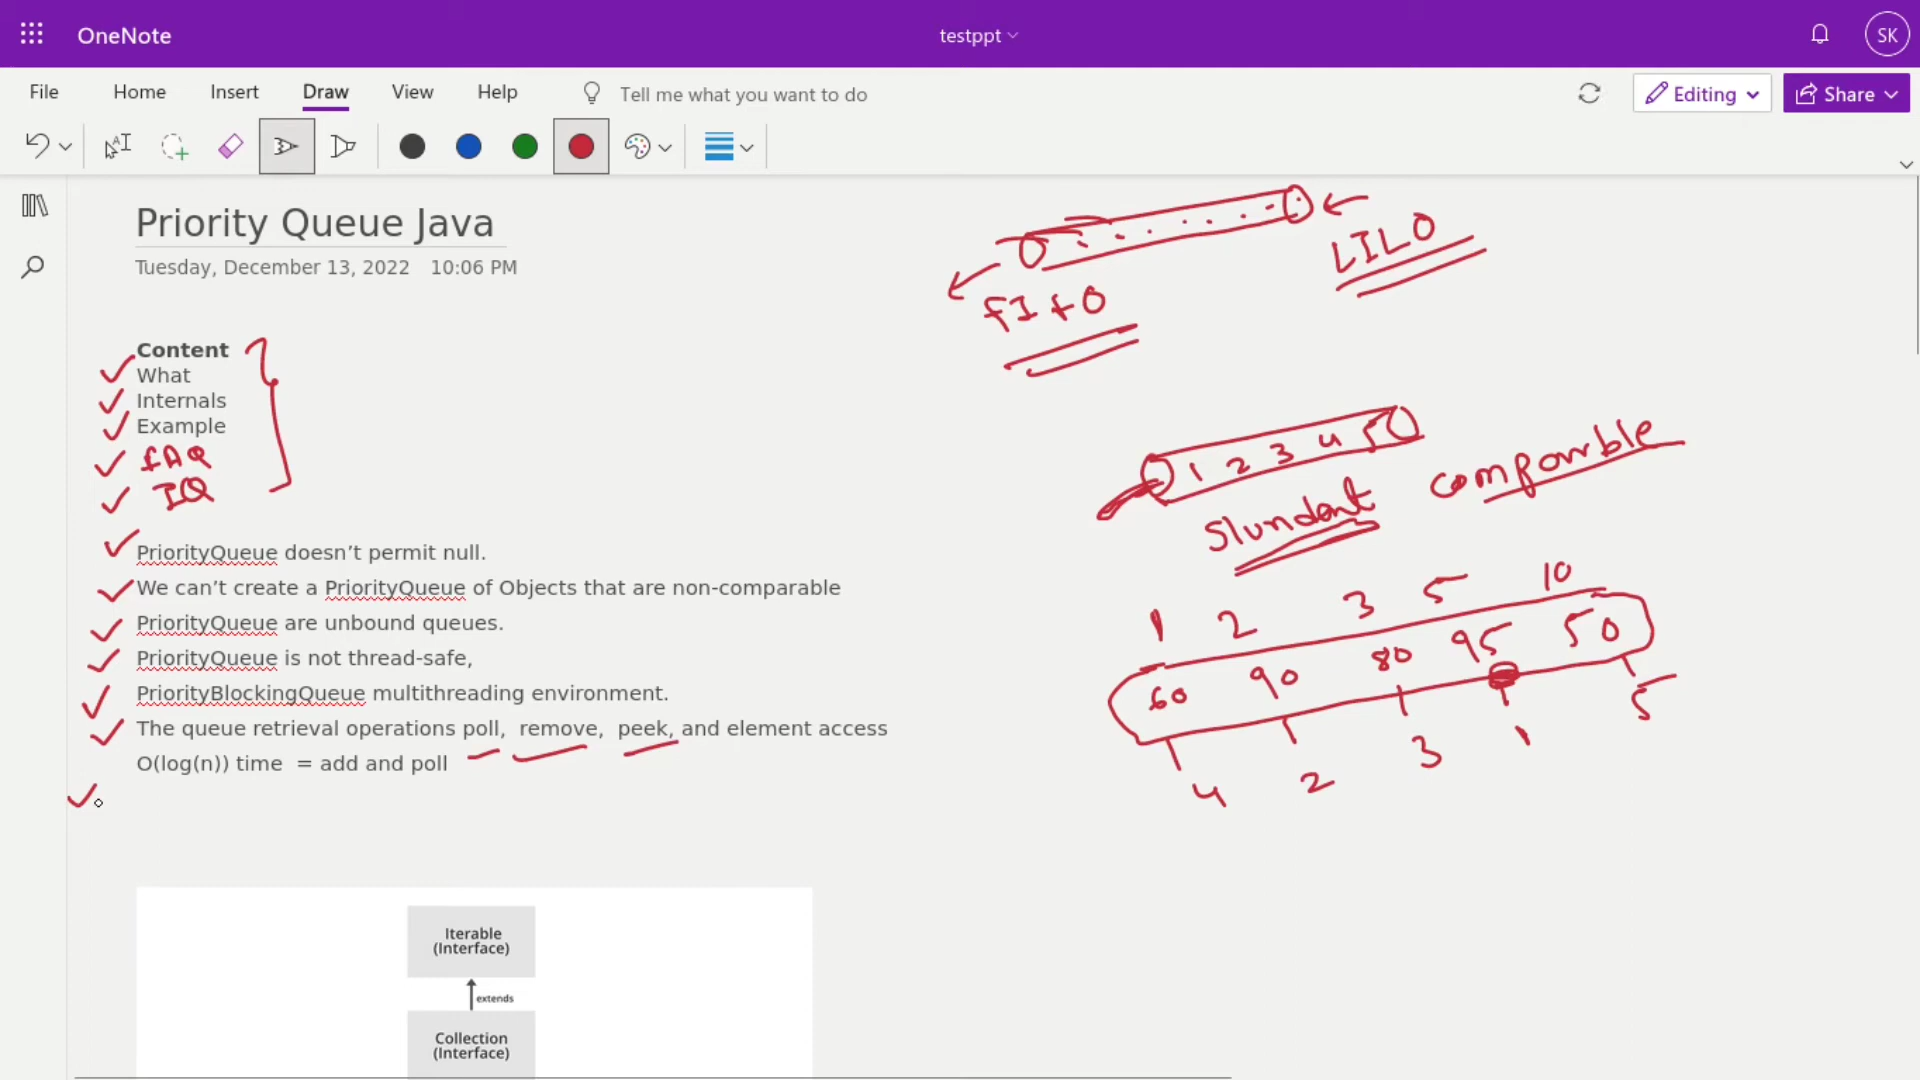 OneNote
testppt
SK
File Home Insert Draw View Help Tell me what you want to do
Editing Share
Priority Queue Java
Tuesday, December 13, 2022 10:06 PM
LILO
FIFO
Content
What
Internals
Example
FAQ
IQ
1 2 3 4 5
Slundent
comparble
PriorityQueue doesn’t permit null.
We can’t create a PriorityQueue of Objects that are non-comparable
PriorityQueue are unbound queues.
PriorityQueue is not thread-safe,
PriorityBlockingQueue multithreading environment.
The queue retrieval operations poll, remove, peek, and element access
O(log(n)) time = add and poll
1 2 3 5 10
60 90 80 95 50
4 2 3 1 5
Iterable
(Interface)
extends
Collection
(Interface)